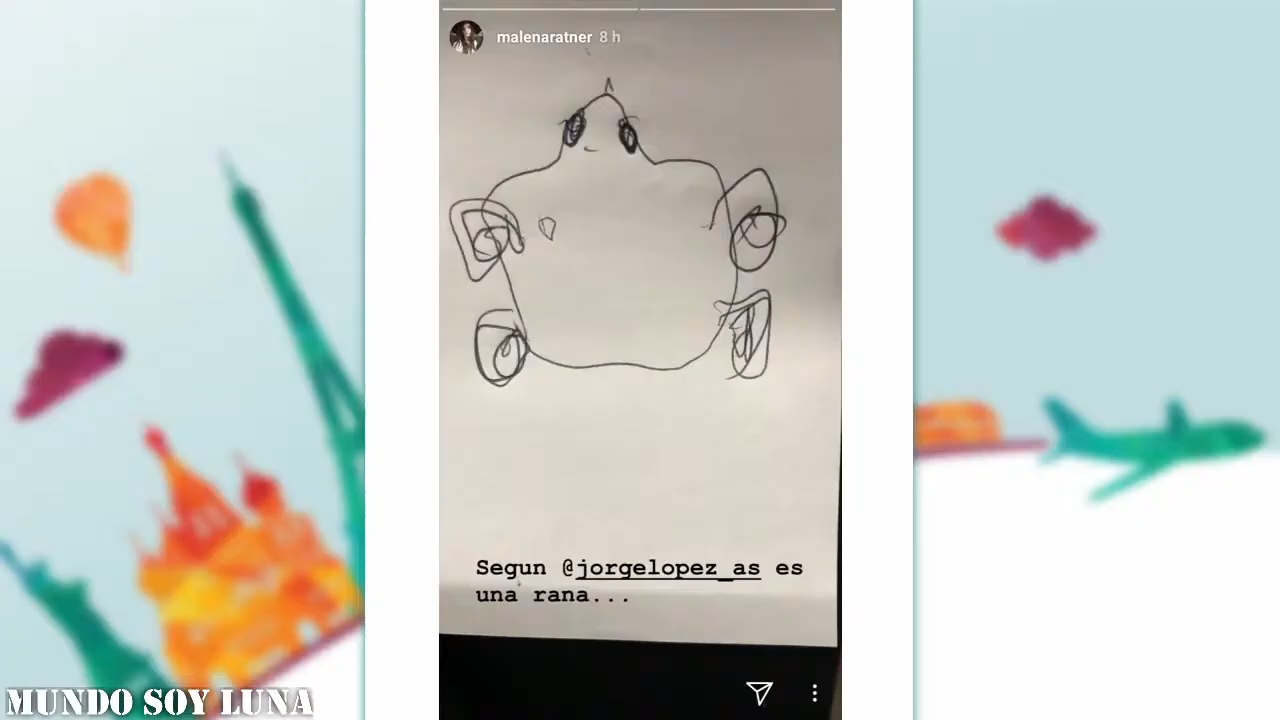 malenaratner 8 h
Segun @jorgelopez_as es
una rana...
MUNDO SOY LUNA